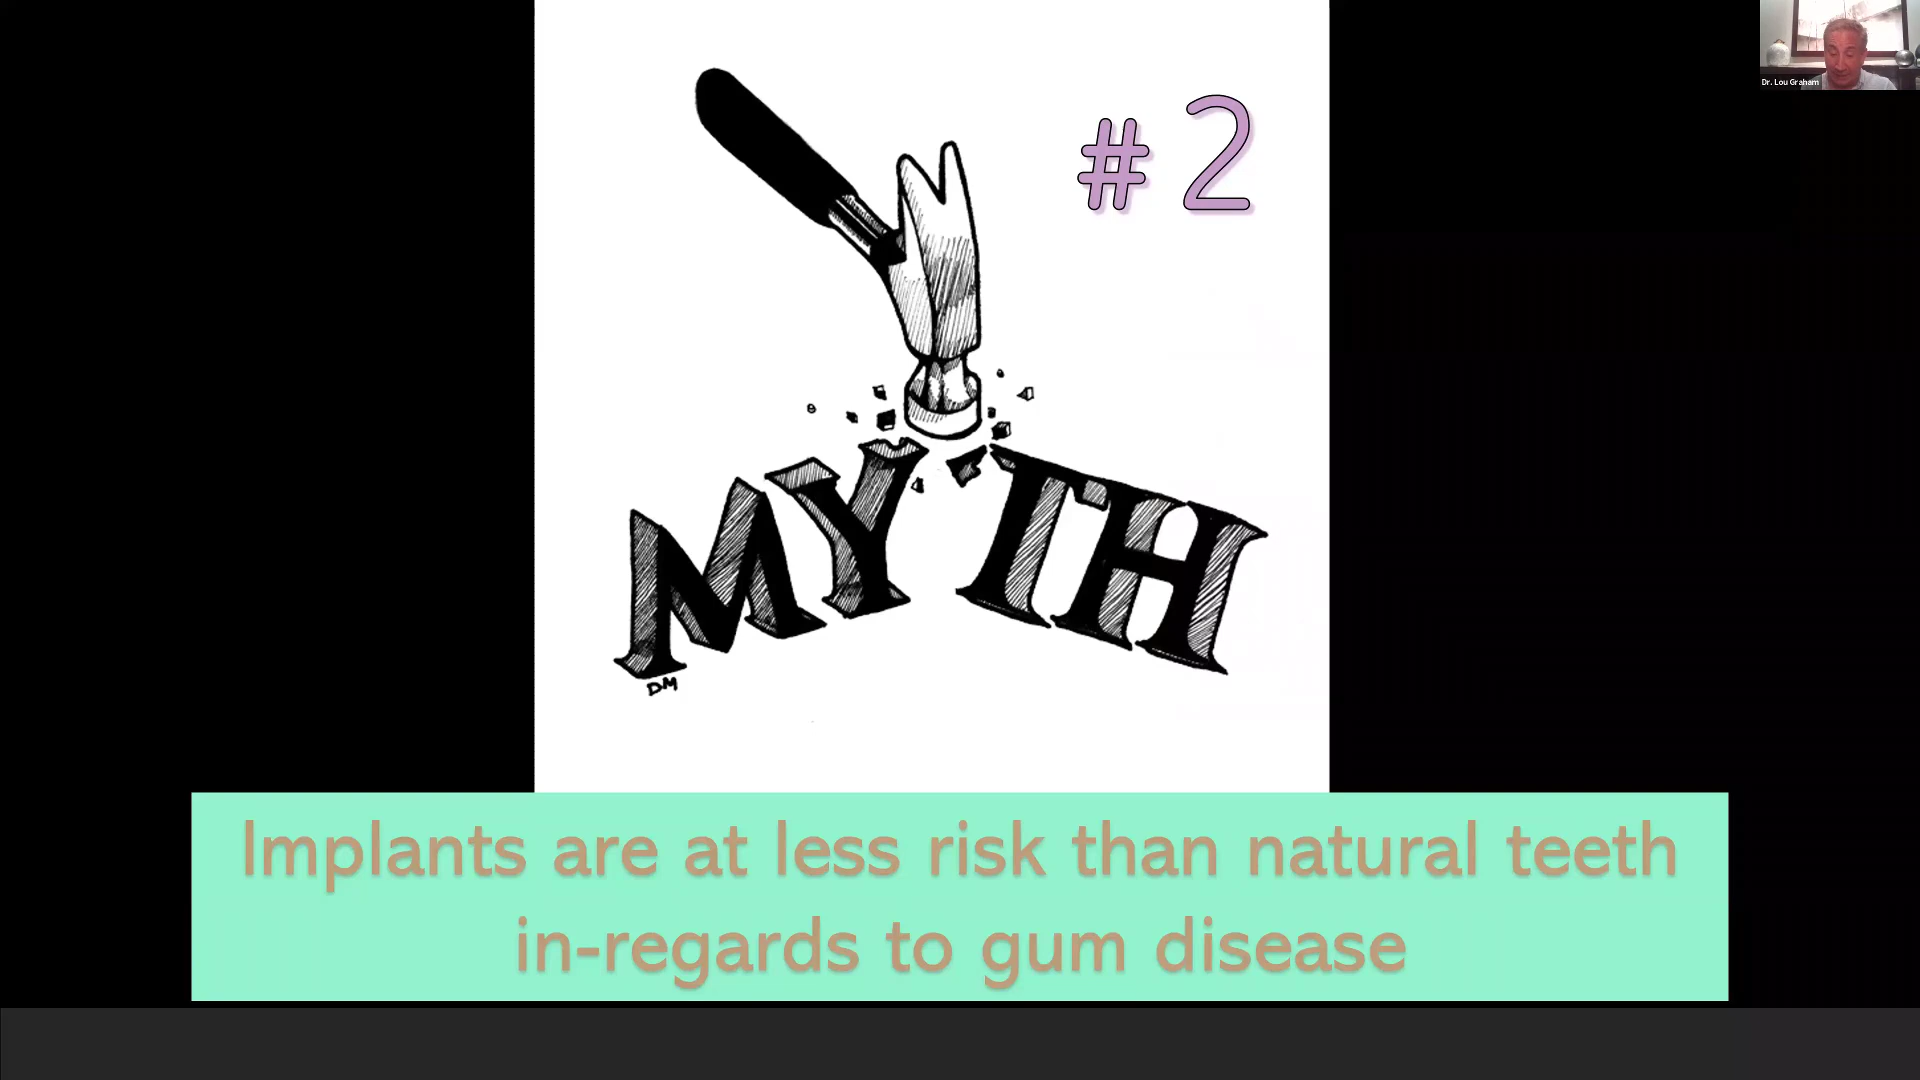 Dr. Lou Graham
#2
MYTH
DM
Implants are at less risk than natural teeth
in-regards to gum disease